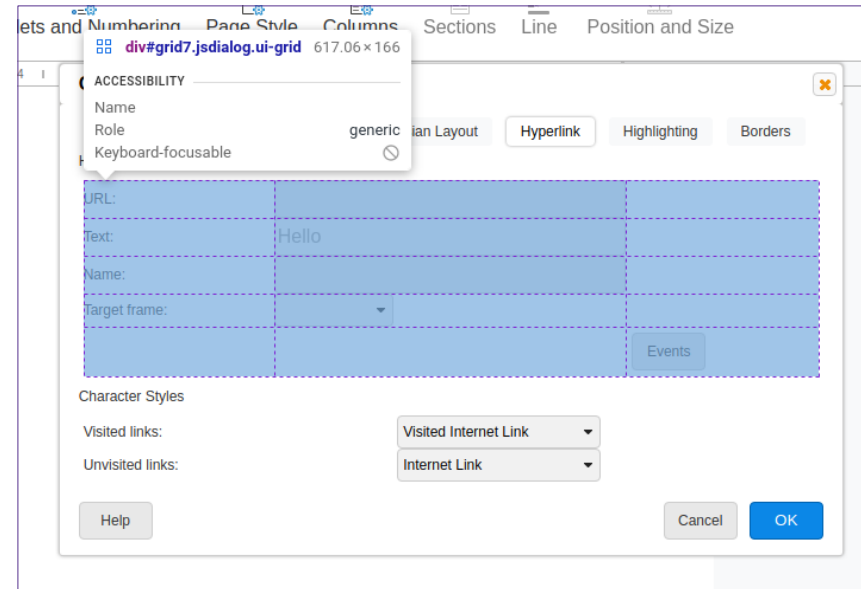 lets and Numbering Page Style Columns Sections Line Position and Size
div#grid7.jsdialog.ui-grid 617.06 × 166
4
ACCESSIBILITY
Name
Role generic
Keyboard-focusable
ian Layout Hyperlink Highlighting Borders
URL:
Text: Hello
Name:
Target frame:
Events
Character Styles
Visited links: Visited Internet Link
Unvisited links: Internet Link
Help Cancel OK